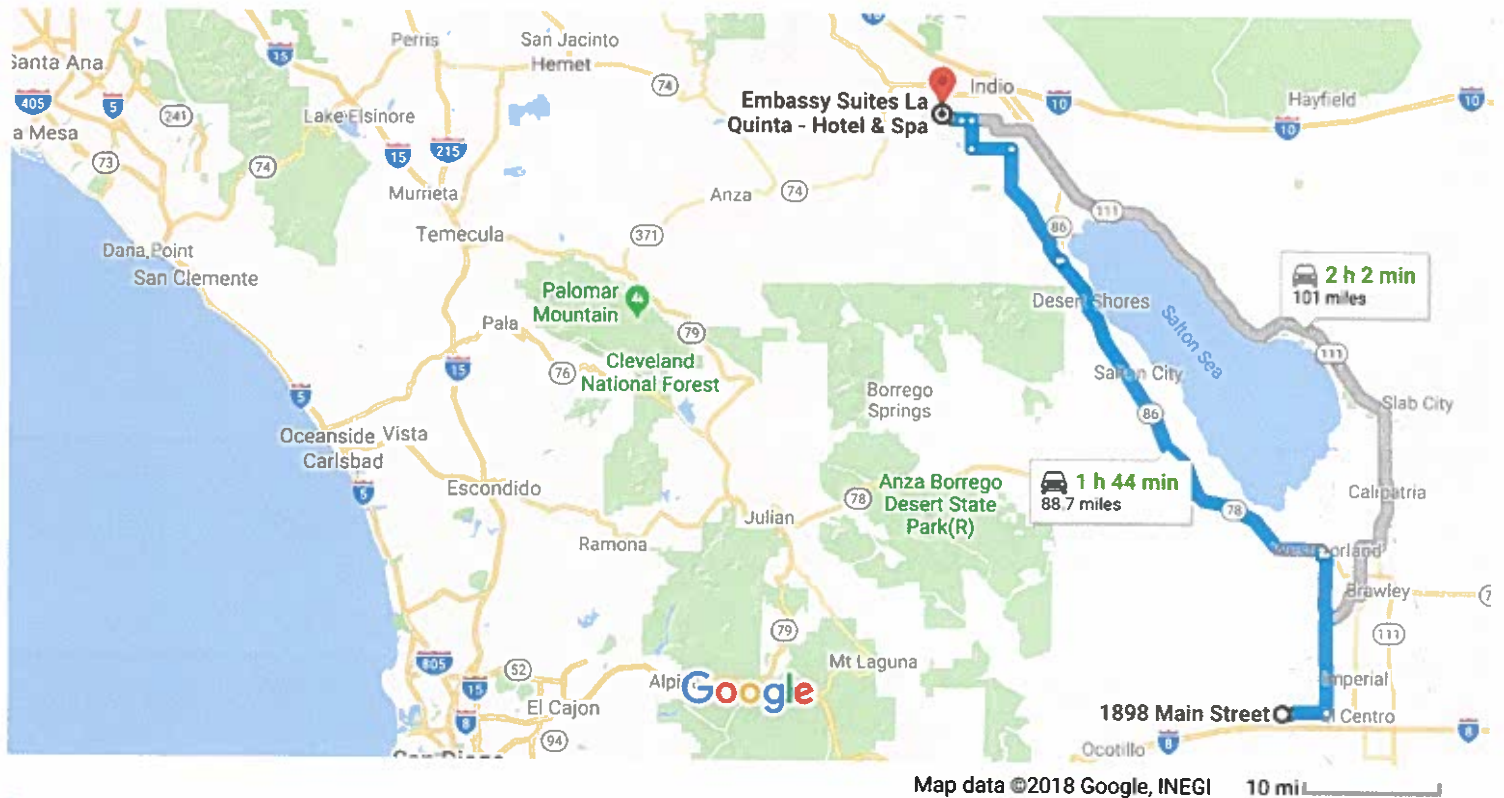 Santa Ana
Perris
San Jacinto
Hemet
15
10
74
Indio
Embassy Suites La
Quinta - Hotel & Spa
10
Hayfield
10
10
405
5
241
Lake Elsinore
a Mesa
73
74
15
215
Murrieta
Anza
74
Temecula
371
86
111
Dana Point
San Clemente
2 h 2 min
101 miles
Palomar
Mountain
Desert Shores
Salton Sea
Pala
79
111
15
76
Cleveland
National Forest
Salton City
Borrego
Springs
86
Slab City
5
Oceanside
Vista
Carlsbad
Escondido
5
1 h 44 min
88.7 miles
Anza Borrego
Desert State
Park(R)
78
Calipatria
78
Julian
Ramona
Westmorland
Brawley
7
79
111
805
52
Mt Laguna
Alpi
Google
Imperial
15
El Cajon
1898 Main Street
El Centro
8
94
Ocotillo
8
8
San Diego
Map data ©2018 Google, INEGI
10 mi